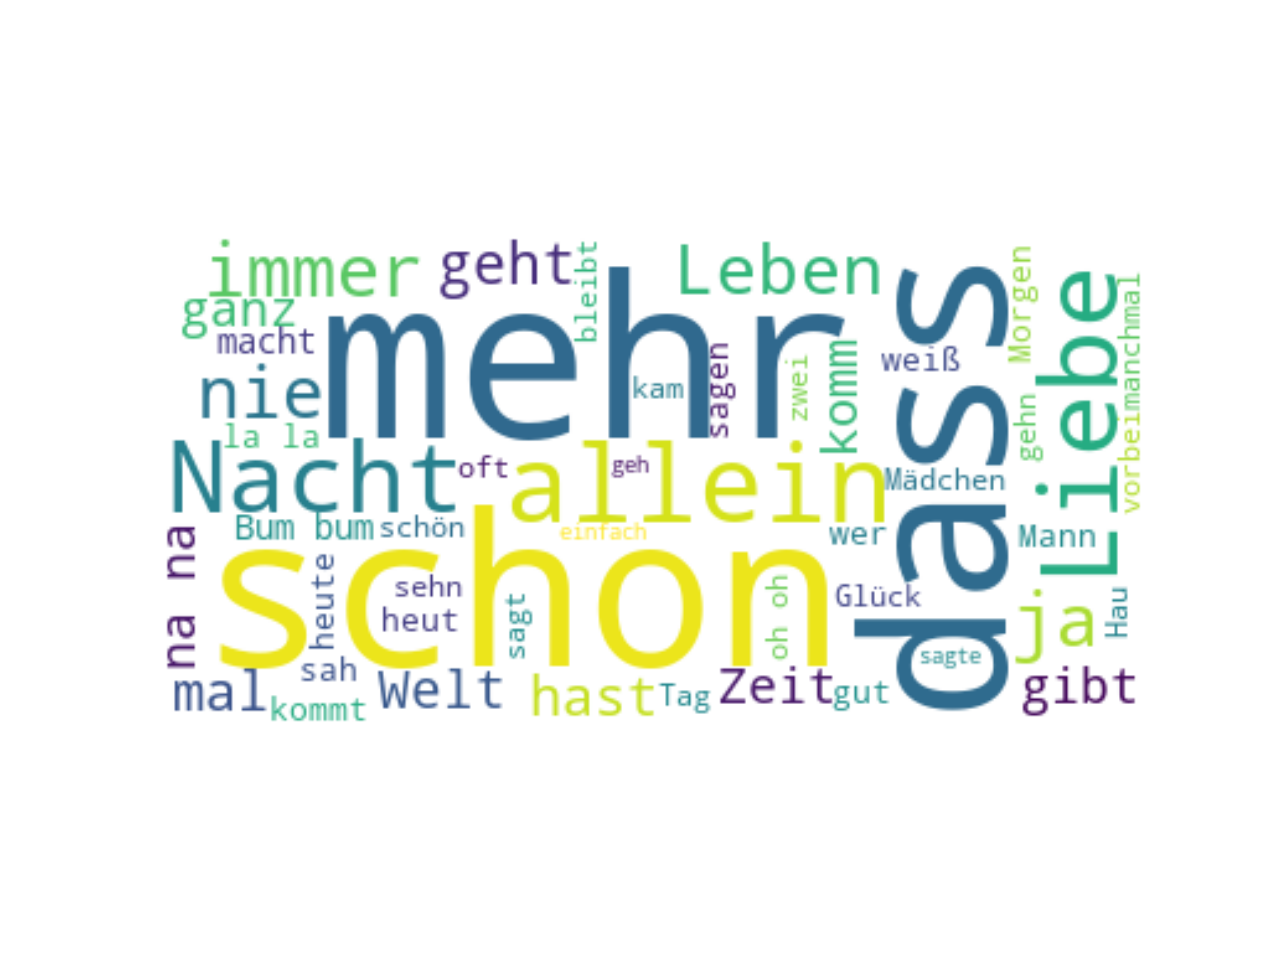 immer
geht
bleibt
Leben
Morgen
ganz
mehr
dass
Liebe
vorbei
manchmal
macht
sagen
zwei
komm
weiß
nie
kam
gehn
la la
Nacht
oft
allein
geh
Mädchen
na na
Bum bum
schön
schon
einfach
wer
Mann
heute
sehn
heut
sagt
oh oh
Glück
ja
Hau
sah
sagte
mal
kommt
Welt
hast
Tag
Zeit
gut
gibt